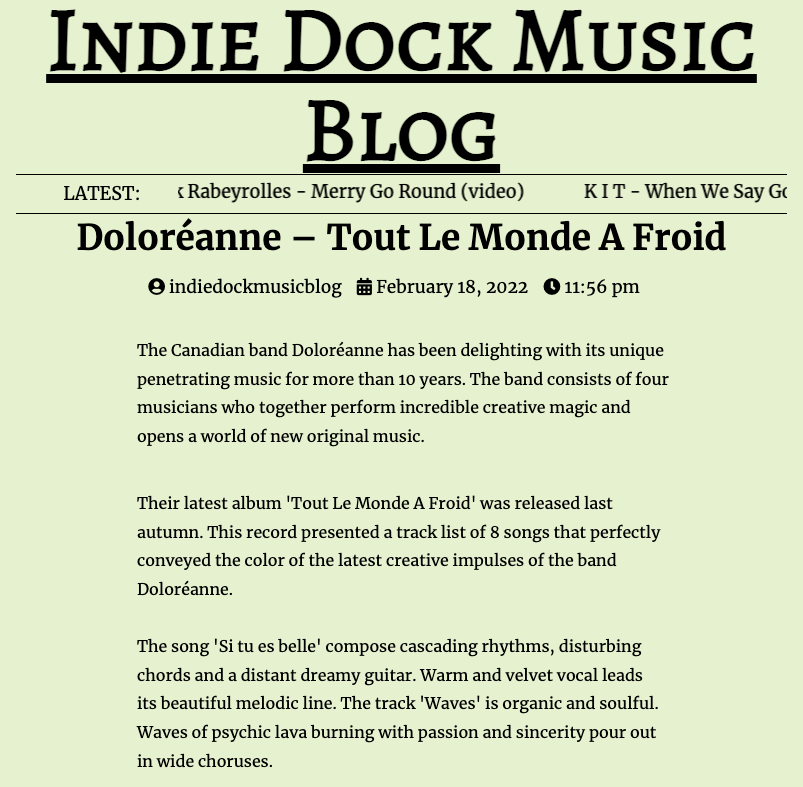 Indie Dock Music
Blog
LATEST: Rabeyrolles - Merry Go Round (video) K I T - When We Say
Doloréanne – Tout Le Monde A Froid
indiedockmusicblog February 18, 2022 11:56 pm
The Canadian band Doloréanne has been delighting with its unique
penetrating music for more than 10 years. The band consists of four
musicians who together perform incredible creative magic and
opens a world of new original music.
Their latest album 'Tout Le Monde A Froid' was released last
autumn. This record presented a track list of 8 songs that perfectly
conveyed the color of the latest creative impulses of the band
Doloréanne.
The song 'Si tu es belle' compose cascading rhythms, disturbing
chords and a distant dreamy guitar. Warm and velvet vocal leads
its beautiful melodic line. The track 'Waves' is organic and soulful.
Waves of psychic lava burning with passion and sincerity pour out
in wide choruses.